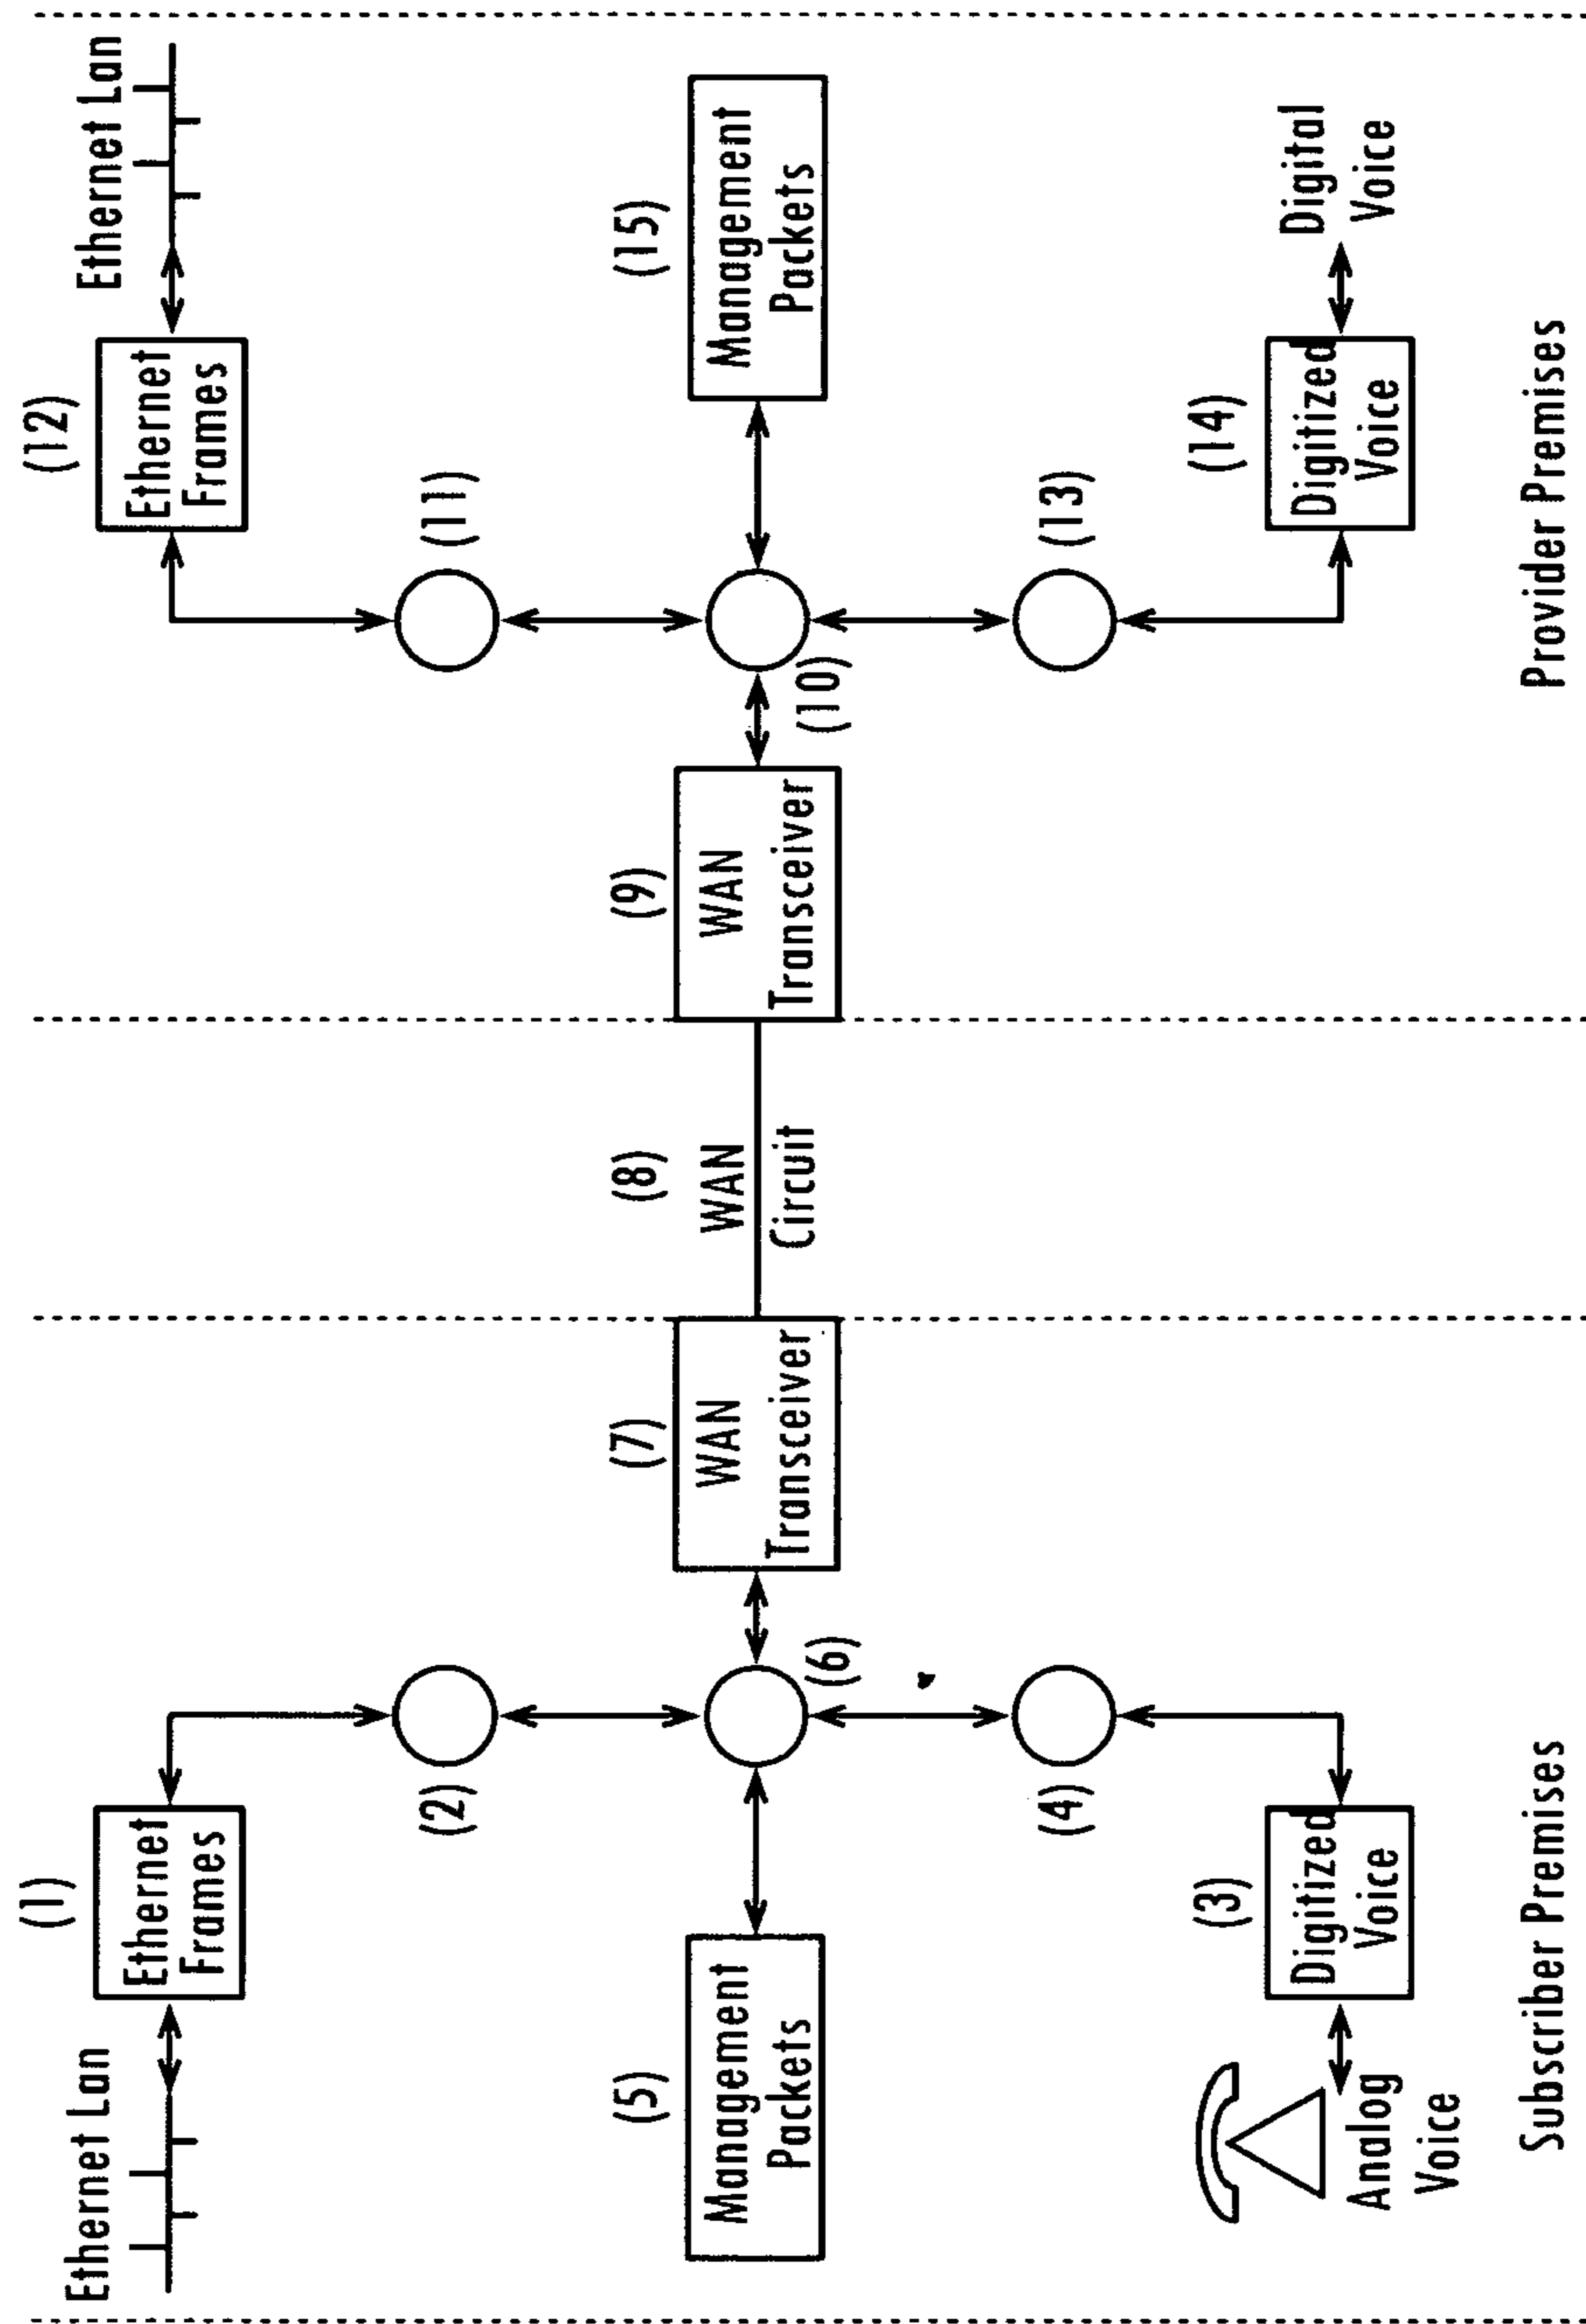 Ethernet Lan
(1)
Ethernet
Frames
(2)
(5)
Management
Packets
(6)
(7)
WAN
Transceiver
(4)
(3)
Digitized
Voice
Analog
Voice
Subscriber Premises
(8)
WAN
Circuit
Ethernet Lan
(12)
Ethernet
Frames
(11)
(9)
WAN
Transceiver
(10)
(15)
Management
Packets
(13)
(14)
Digitized
Voice
Digital
Voice
Provider Premises